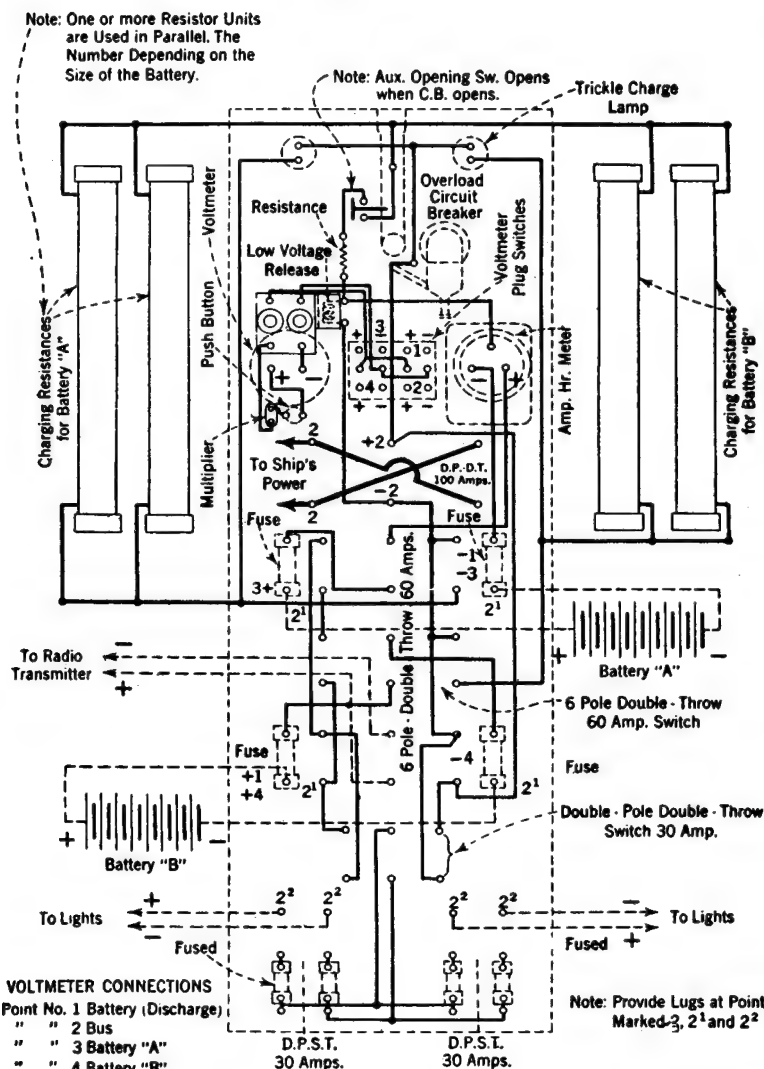 Note: One or more Resistor Units
are Used in Parallel. The
Number Depending on the
Size of the Battery.
Note: Aux. Opening Sw. Opens
when C.B. opens.
Trickle Charge
Lamp
Charging Resistances
for Battery "A"
Voltmeter
Push Button
Multiplier
Resistance
Low Voltage
Release
Overload
Circuit
Breaker
Voltmeter
Plug Switches
Amp. Hr. Meter
Charging Resistances
for Battery "B"
+ 3 + -
1
4 2
+ - + -
+ -
- +
2
+2
To Ship's
Power
D.P.-D.T.
100 Amps.
-2
2
Fuse
Fuse
-1
-3
3+
2¹
2¹
6 Pole - Double - Throw 60 Amps.
+ -
Battery "A"
To Radio
Transmitter
-
+
6 Pole Double - Throw
60 Amp. Switch
Fuse
-4
Fuse
+1
+4
2¹
2¹
+ -
Battery "B"
Double - Pole Double - Throw
Switch 30 Amp.
To Lights
+
-
2² 2² 2² 2²
-
+
To Lights
Fused
Fused
VOLTMETER CONNECTIONS
Point No. 1 Battery (Discharge)
" " 2 Bus
" " 3 Battery "A"
" " 4 Battery "B"
D.P.S.T.
30 Amps.
D.P.S.T.
30 Amps.
Note: Provide Lugs at Point
Marked 3, 2¹ and 2²